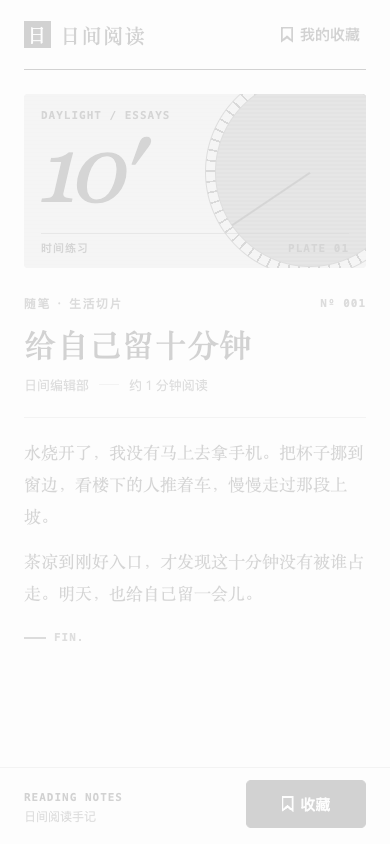 日 日间阅读
我的收藏
DAYLIGHT / ESSAYS
10′
时间练习
PLATE 01
随笔 · 生活切片
Nº 001
给自己留十分钟
日间编辑部 —— 约 1 分钟阅读
水烧开了，我没有马上去拿手机。把杯子挪到
窗边，看楼下的人推着车，慢慢走过那段上
坡。
茶凉到刚好入口，才发现这十分钟没有被谁占
走。明天，也给自己留一会儿。
FIN.
READING NOTES
日间阅读手记
收藏